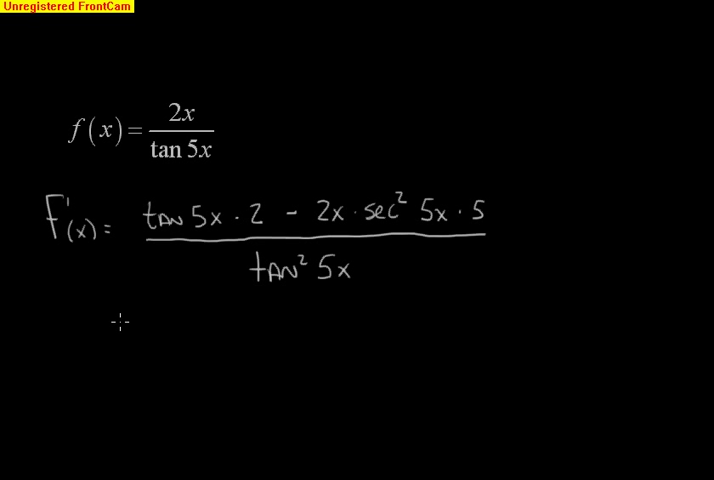 Unregistered FrontCam
f(x) = 2x / tan 5x
F'(x) = tan 5x · 2 - 2x · sec² 5x · 5
tan² 5x